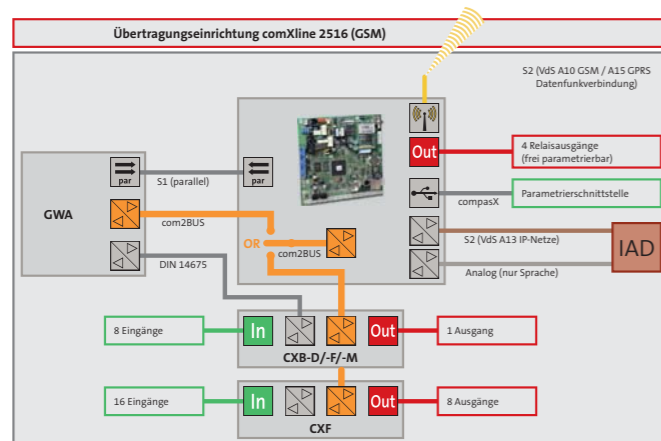 Übertragungseinrichtung comXline 2516 (GSM)
S2 (VdS A10 GSM / A15 GPRS
Datenfunkverbindung)
Out
4 Relaisausgänge
(frei parametrierbar)
par
S1 (parallel)
par
compasX
Parametrierschnittstelle
GWA
com2BUS
OR
com2BUS
S2 (VdS A13 IP-Netze)
IAD
DIN 14675
Analog (nur Sprache)
8 Eingänge
In
Out
1 Ausgang
CXB-D/-F/-M
16 Eingänge
In
Out
8 Ausgänge
CXF